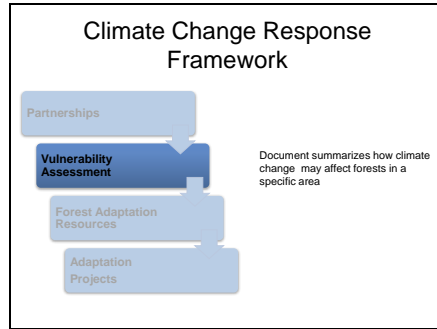 Climate Change Response
Framework
Partnerships
Vulnerability
Assessment
Document summarizes how climate
change may affect forests in a
specific area
Forest Adaptation
Resources
Adaptation
Projects